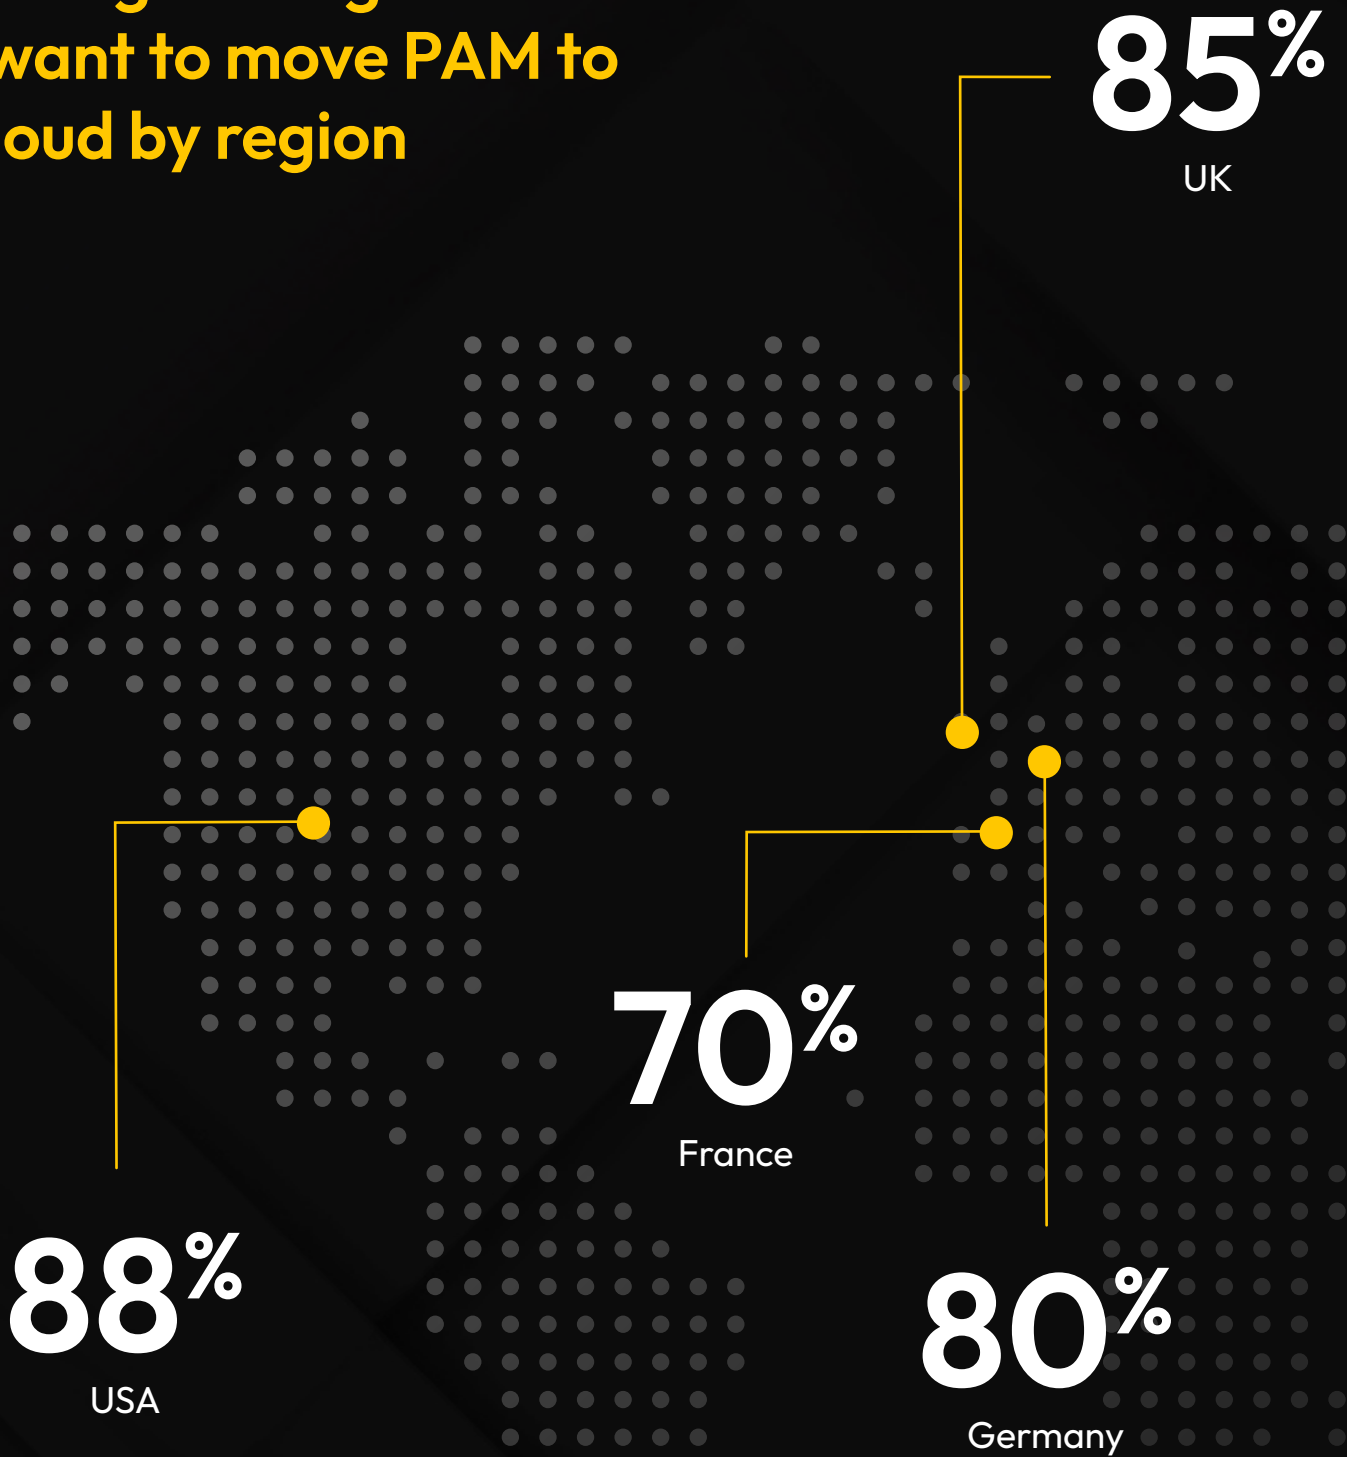 want to move PAM to
oud by region
85%
UK
70%
France
88%
USA
80%
Germany